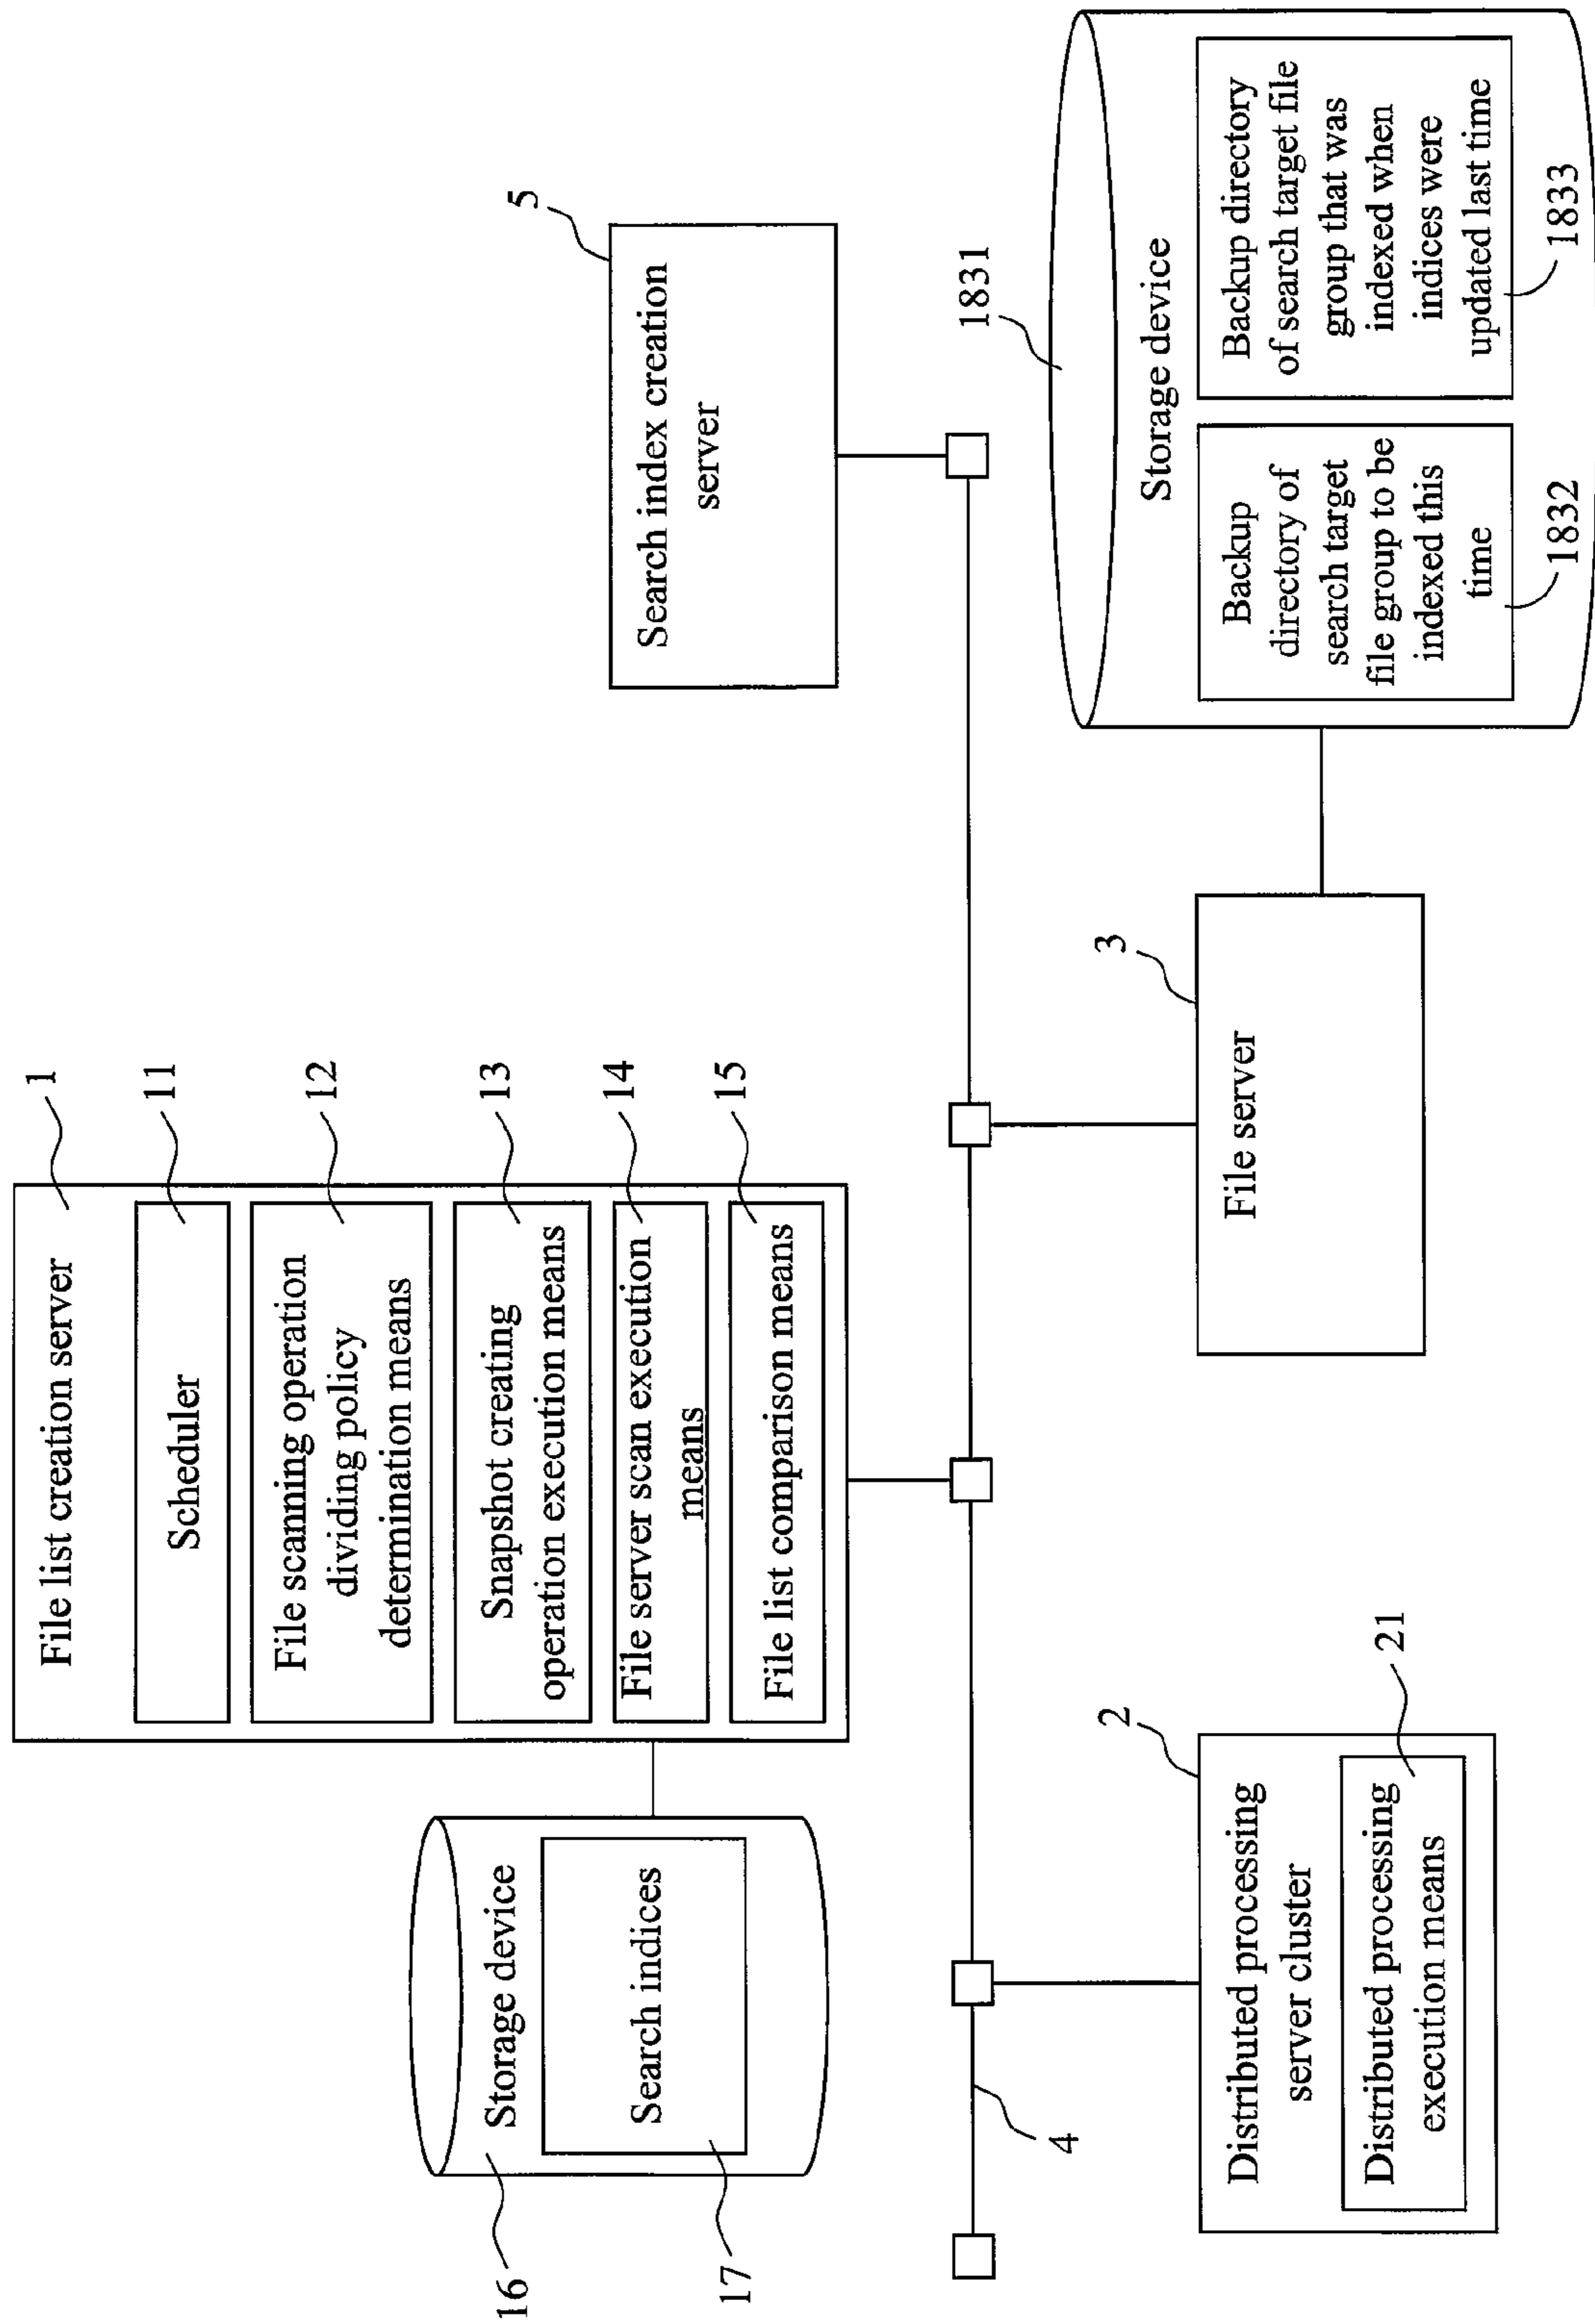 1
File list creation server
11
Scheduler
12
File scanning operation
dividing policy
determination means
13
Snapshot creating
operation execution means
14
File server scan execution
means
15
File list comparison means
16
Storage device
17
Search indices
5
Search index creation
server
4
2
Distributed processing
server cluster
21
Distributed processing
execution means
3
File server
1831
Storage device
Backup
directory of
search target
file group to be
indexed this
time
1832
Backup directory
of search target file
group that was
indexed when
indices were
updated last time
1833